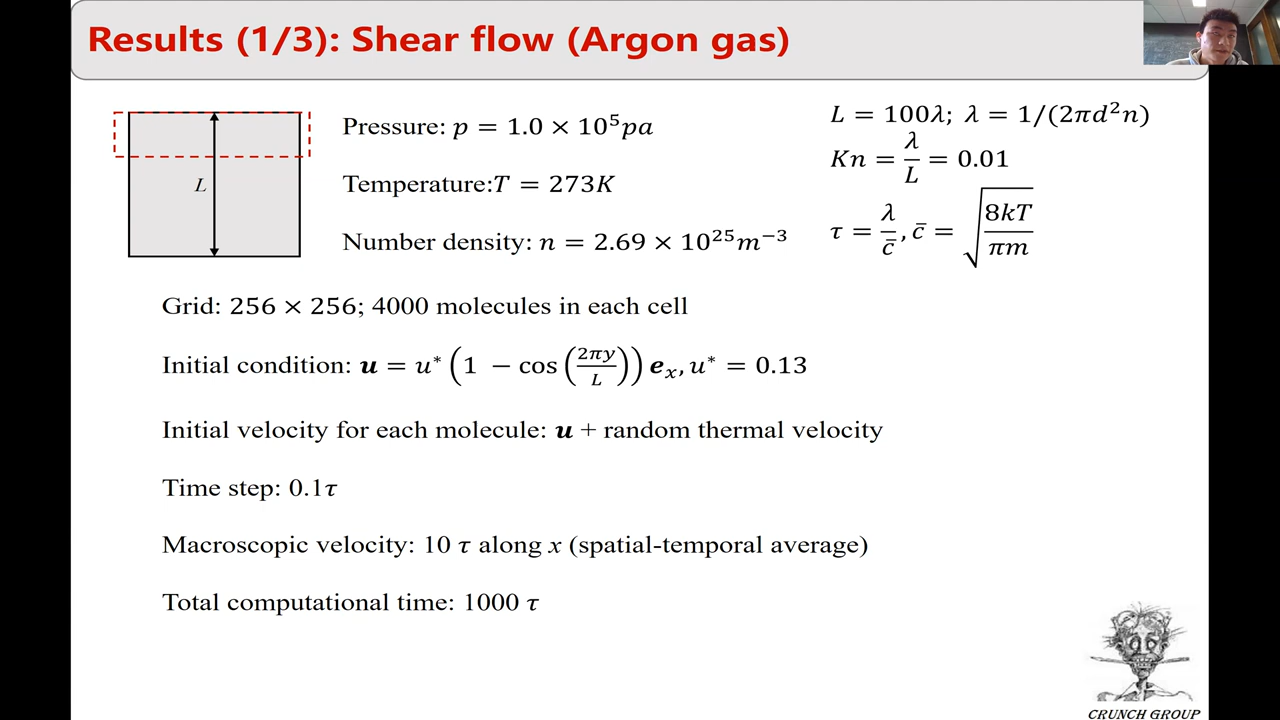 Results (1/3): Shear flow (Argon gas)
L
Pressure: p = 1.0 × 10⁵pa
Temperature:T = 273K
Number density: n = 2.69 × 10²⁵m⁻³
L = 100λ; λ = 1/(2πd²n)
Kn = λ/L = 0.01
τ = λ/c̄, c̄ = √(8kT/πm)
Grid: 256 × 256; 4000 molecules in each cell
Initial condition: u = u*(1 − cos(2πy/L)) eₓ, u* = 0.13
Initial velocity for each molecule: u + random thermal velocity
Time step: 0.1τ
Macroscopic velocity: 10 τ along x (spatial-temporal average)
Total computational time: 1000 τ
CRUNCH GROUP